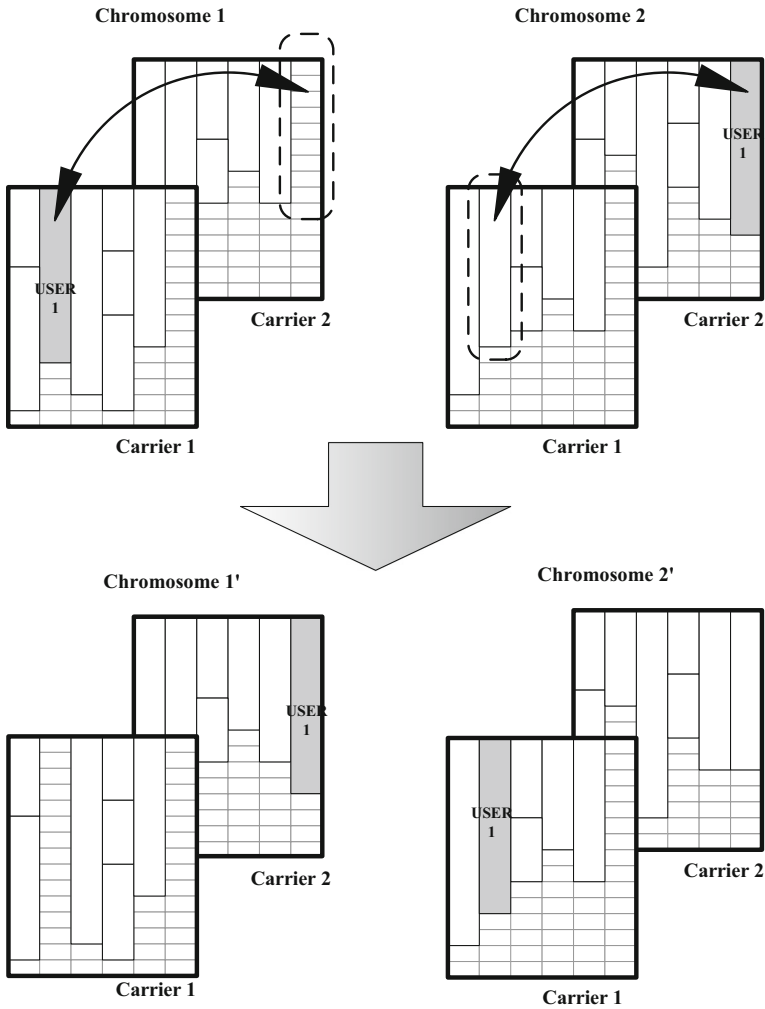 Chromosome 1
Chromosome 2
USER
1
USER
1
Carrier 2
Carrier 2
Carrier 1
Carrier 1
Chromosome 1'
Chromosome 2'
USER
1
USER
1
Carrier 2
Carrier 2
Carrier 1
Carrier 1